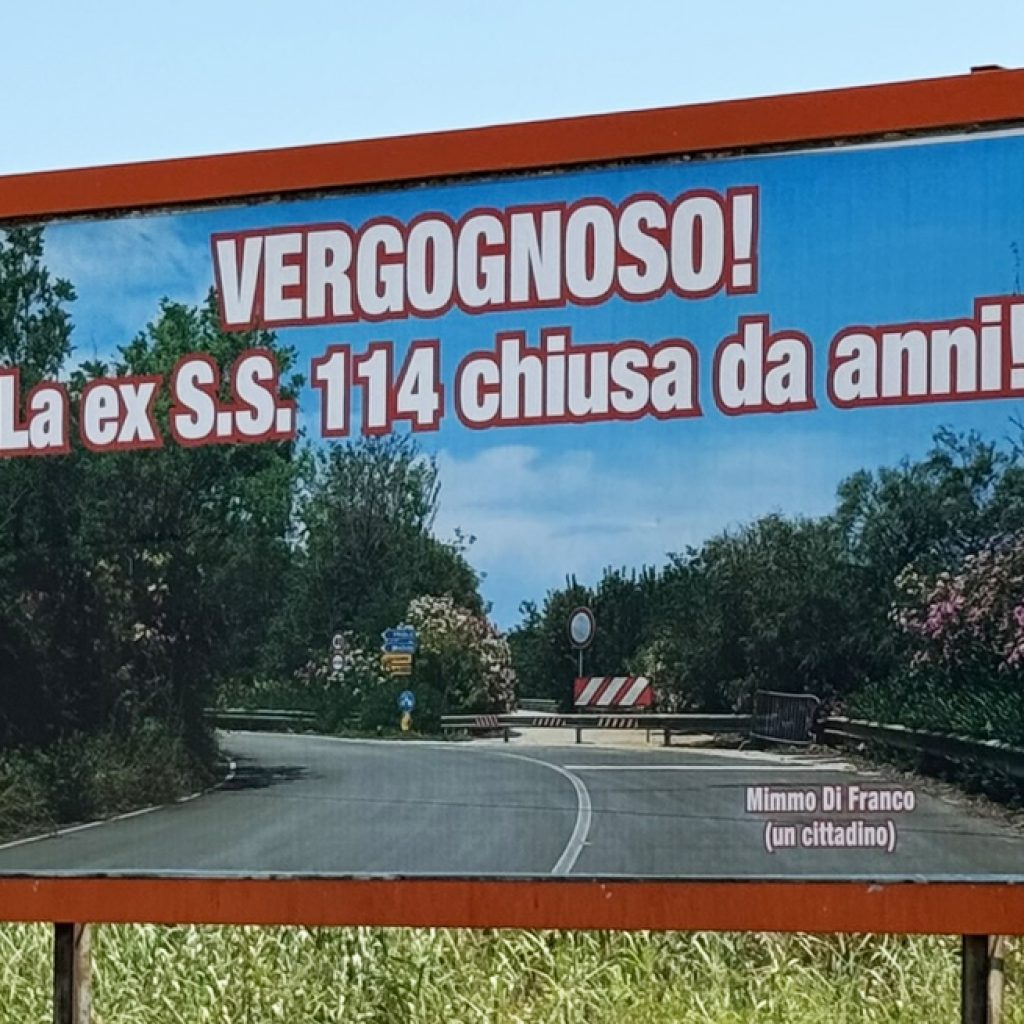 VERGOGNOSO!
La ex S.S. 114 chiusa da anni!
Mimmo Di Franco
(un cittadino)